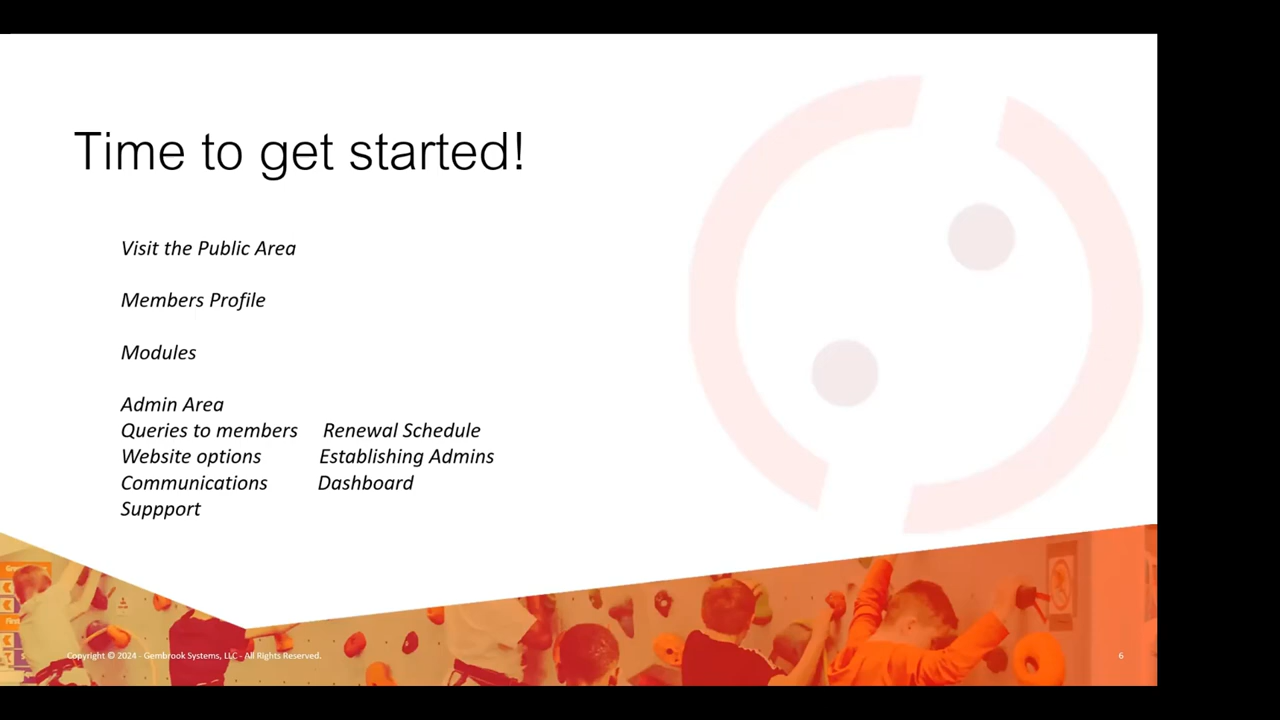 Time to get started!
Visit the Public Area
Members Profile
Modules
Admin Area
Queries to members Renewal Schedule
Website options Establishing Admins
Communications Dashboard
Suppport
Copyright © 2024 - Gembrook Systems, LLC - All Rights Reserved.
6